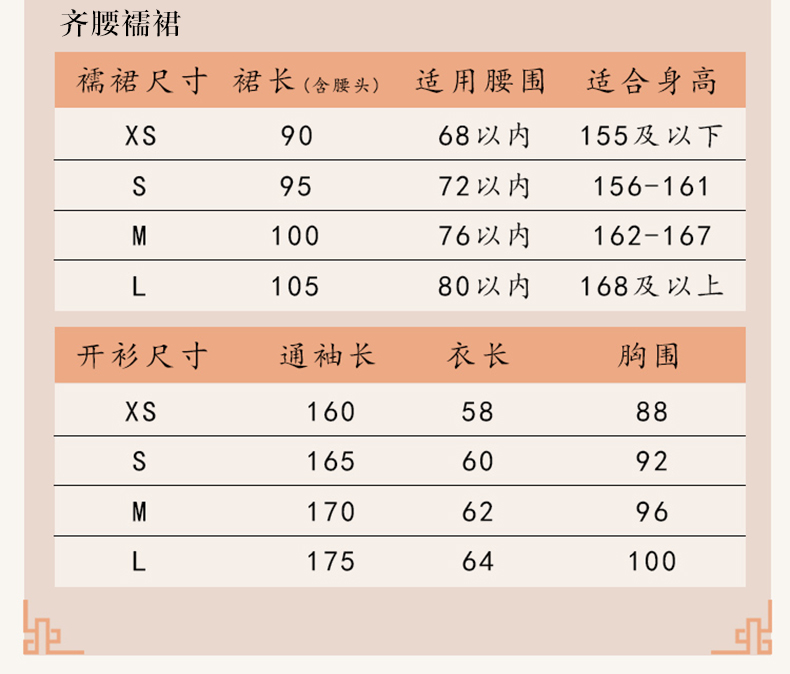 齐腰襦裙
襦裙尺寸 裙长(含腰头) 适用腰围 适合身高
XS 90 68以内 155及以下
S 95 72以内 156-161
M 100 76以内 162-167
L 105 80以内 168及以上
开衫尺寸 通袖长 衣长 胸围
XS 160 58 88
S 165 60 92
M 170 62 96
L 175 64 100